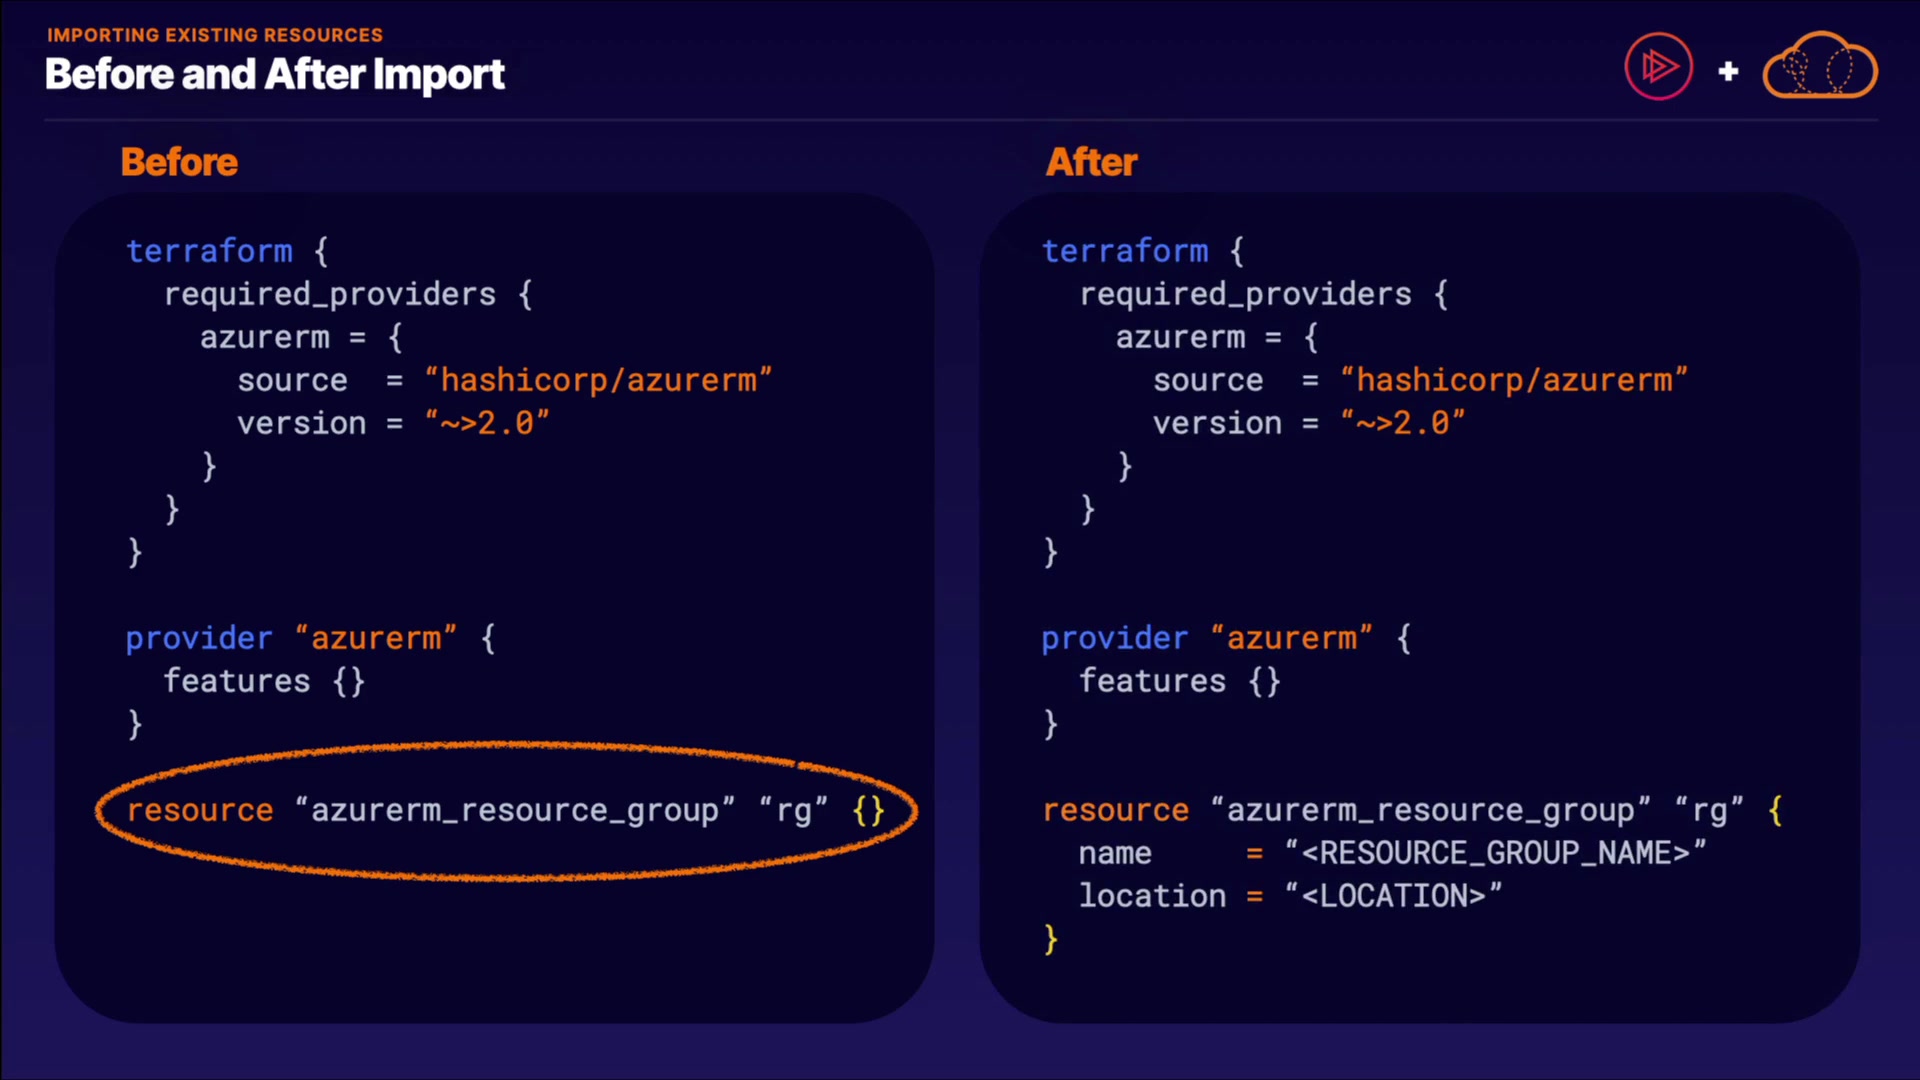 IMPORTING EXISTING RESOURCES
Before and After Import
+
Before
terraform {
  required_providers {
    azurerm = {
      source  = “hashicorp/azurerm”
      version = “~>2.0”
    }
  }
}

provider “azurerm” {
  features {}
}

resource “azurerm_resource_group” “rg” {}
After
terraform {
  required_providers {
    azurerm = {
      source  = “hashicorp/azurerm”
      version = “~>2.0”
    }
  }
}

provider “azurerm” {
  features {}
}

resource “azurerm_resource_group” “rg” {
  name     = “<RESOURCE_GROUP_NAME>”
  location = “<LOCATION>”
}